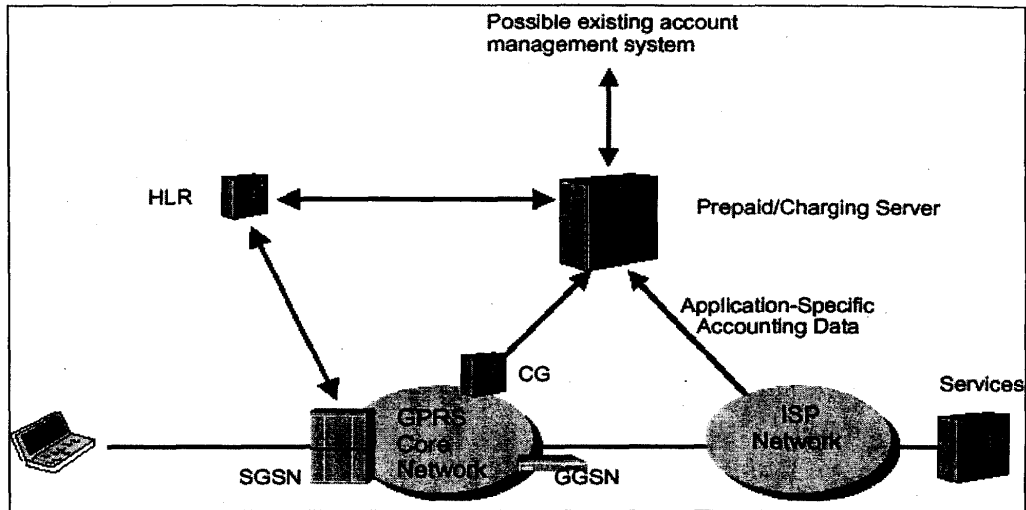 Possible existing account
management system
HLR
Prepaid/Charging Server
Application-Specific
Accounting Data
CG
Services
GPRS
Core
Network
ISP
Network
SGSN
GGSN